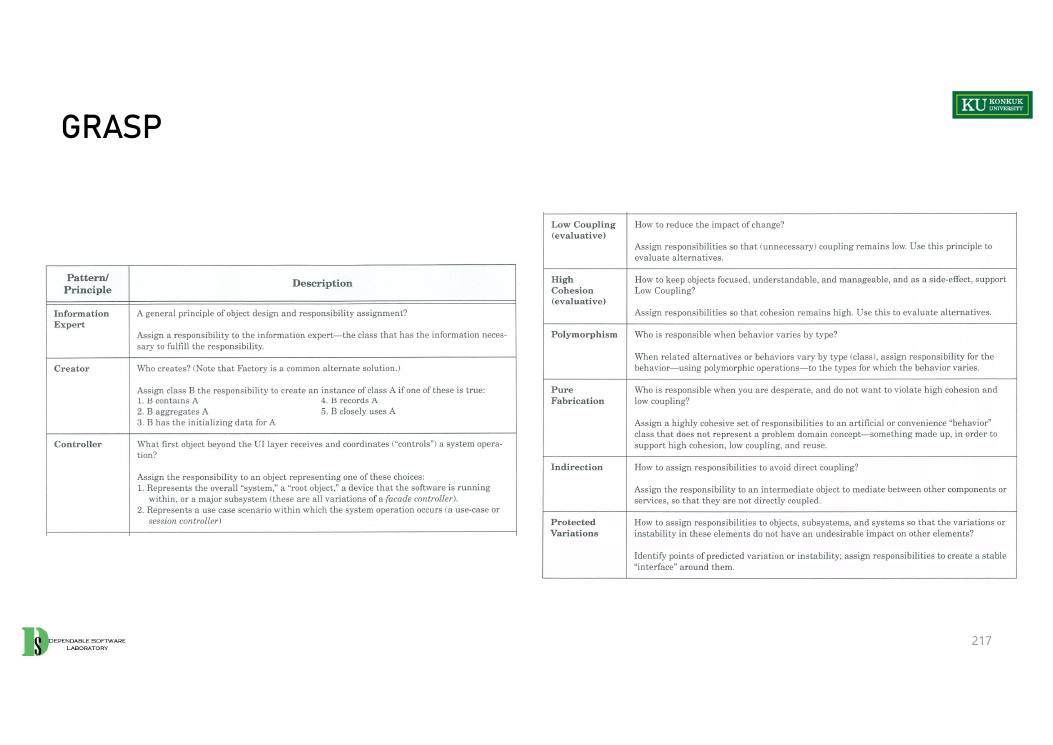 GRASP
KU KONKUK
UNIVERSITY
Pattern/
Principle
Description
Information
Expert
A general principle of object design and responsibility assignment?
Assign a responsibility to the information expert—the class that has the information neces-
sary to fulfill the responsibility.
Creator
Who creates? (Note that Factory is a common alternate solution.)
Assign class B the responsibility to create an instance of class A if one of these is true:
1. B contains A
4. B records A
2. B aggregates A
5. B closely uses A
3. B has the initializing data for A
Controller
What first object beyond the UI layer receives and coordinates (“controls”) a system opera-
tion?
Assign the responsibility to an object representing one of these choices:
1. Represents the overall “system,” a “root object,” a device that the software is running
within, or a major subsystem (these are all variations of a facade controller).
2. Represents a use case scenario within which the system operation occurs (a use-case or
session controller)
Low Coupling
(evaluative)
How to reduce the impact of change?
Assign responsibilities so that (unnecessary) coupling remains low. Use this principle to
evaluate alternatives.
High
Cohesion
(evaluative)
How to keep objects focused, understandable, and manageable, and as a side-effect, support
Low Coupling?
Assign responsibilities so that cohesion remains high. Use this to evaluate alternatives.
Polymorphism
Who is responsible when behavior varies by type?
When related alternatives or behaviors vary by type (class), assign responsibility for the
behavior—using polymorphic operations—to the types for which the behavior varies.
Pure
Fabrication
Who is responsible when you are desperate, and do not want to violate high cohesion and
low coupling?
Assign a highly cohesive set of responsibilities to an artificial or convenience “behavior”
class that does not represent a problem domain concept—something made up, in order to
support high cohesion, low coupling, and reuse.
Indirection
How to assign responsibilities to avoid direct coupling?
Assign the responsibility to an intermediate object to mediate between other components or
services, so that they are not directly coupled.
Protected
Variations
How to assign responsibilities to objects, subsystems, and systems so that the variations or
instability in these elements do not have an undesirable impact on other elements?
Identify points of predicted variation or instability; assign responsibilities to create a stable
“interface” around them.
DS
DEPENDABLE SOFTWARE
LABORATORY
217